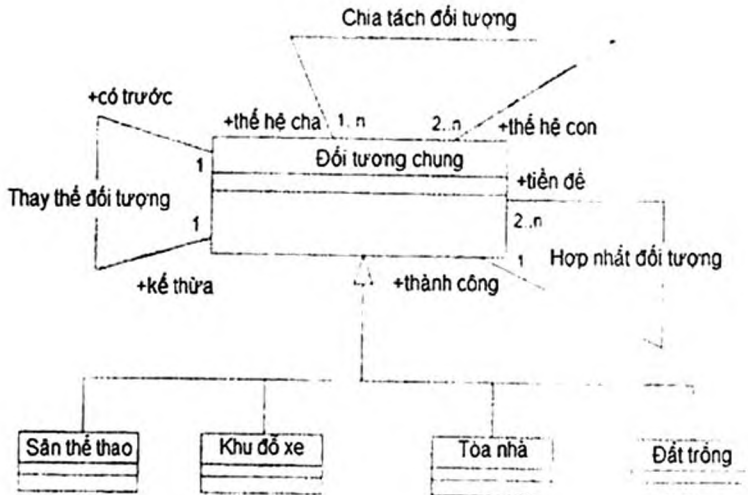 Chia tách đối tượng
+có trước
+thế hệ cha 1..n 2..n +thế hệ con
Đối tương chung
1
+tiền đề
Thay thế đối tượng
1
2..n
1 Hợp nhất đối tượng
+kế thừa
+thành công
Sân thể thao Khu đỗ xe Tòa nhà Đất trống